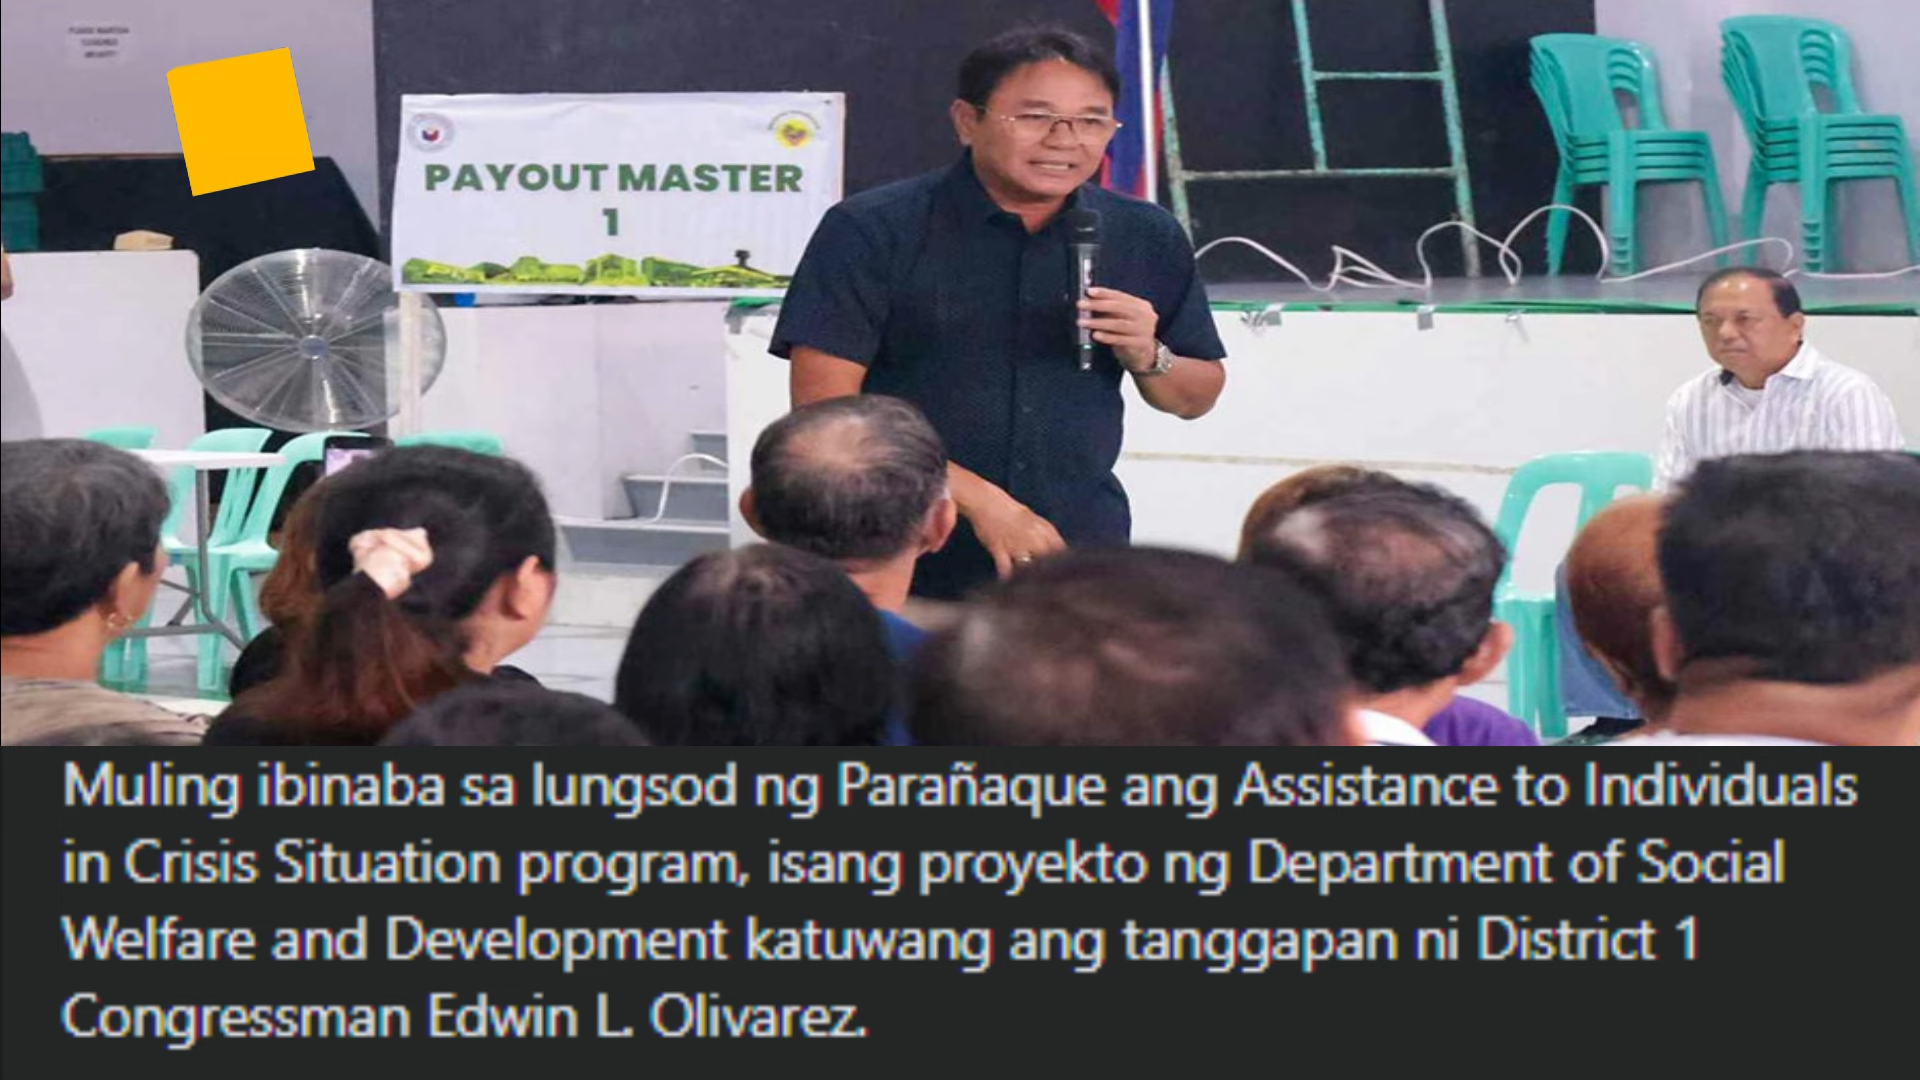 PAYOUT MASTER
1
Muling ibinaba sa lungsod ng Parañaque ang Assistance to Individuals
in Crisis Situation program, isang proyekto ng Department of Social
Welfare and Development katuwang ang tanggapan ni District 1
Congressman Edwin L. Olivarez.